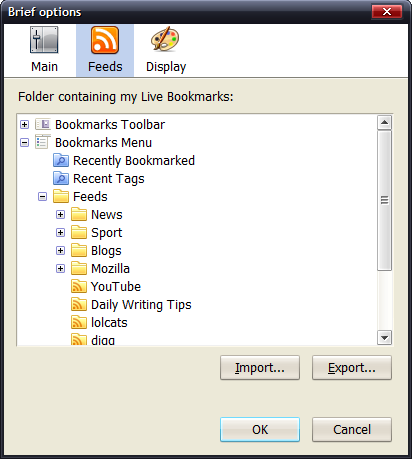 Brief options
Main Feeds Display
Folder containing my Live Bookmarks:
Bookmarks Toolbar
Bookmarks Menu
Recently Bookmarked
Recent Tags
Feeds
News
Sport
Blogs
Mozilla
YouTube
Daily Writing Tips
lolcats
digg
Import... Export...
OK Cancel